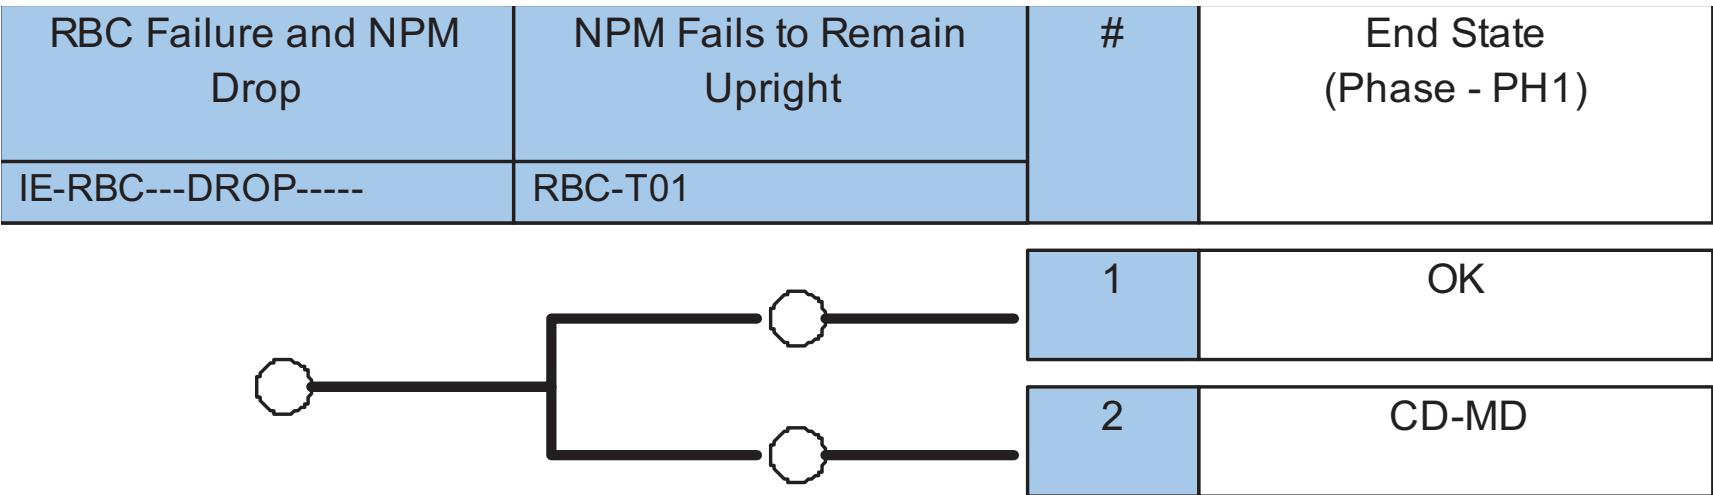 RBC Failure and NPM
Drop
NPM Fails to Remain
Upright
#
End State
(Phase - PH1)
IE-RBC---DROP-----
RBC-T01
1
OK
2
CD-MD